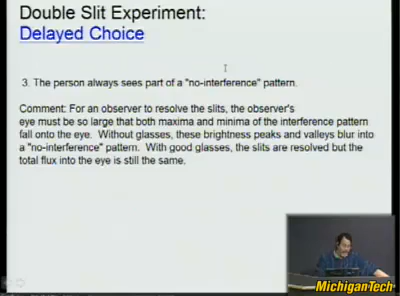 Double Slit Experiment:
Delayed Choice
3. The person always sees part of a "no-interference" pattern.
Comment: For an observer to resolve the slits, the observer's
eye must be so large that both maxima and minima of the interference pattern
fall onto the eye. Without glasses, these brightness peaks and valleys blur into
a "no-interference" pattern. With good glasses, the slits are resolved but the
total flux into the eye is still the same.
MichiganTech